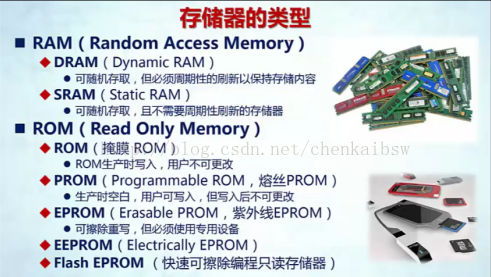 存储器的类型
RAM（Random Access Memory）
DRAM（Dynamic RAM）
可随机存取，但必须周期性的刷新以保持存储内容
SRAM（Static RAM）
可随机存取，且不需要周期性刷新的存储器
ROM（Read Only Memory）
ROM（掩膜 ROM）
ROM生产时写入，用户不可更改
PROM（Programmable ROM，熔丝PROM）
生产时空白，用户可写入，但写入后不可更改
EPROM（Erasable PROM，紫外线EPROM）
可擦除重写，但必须使用专用设备
EEPROM（Electrically EPROM）
Flash EPROM （快速可擦除编程只读存储器）
blog.csdn.net/chenkaibsw